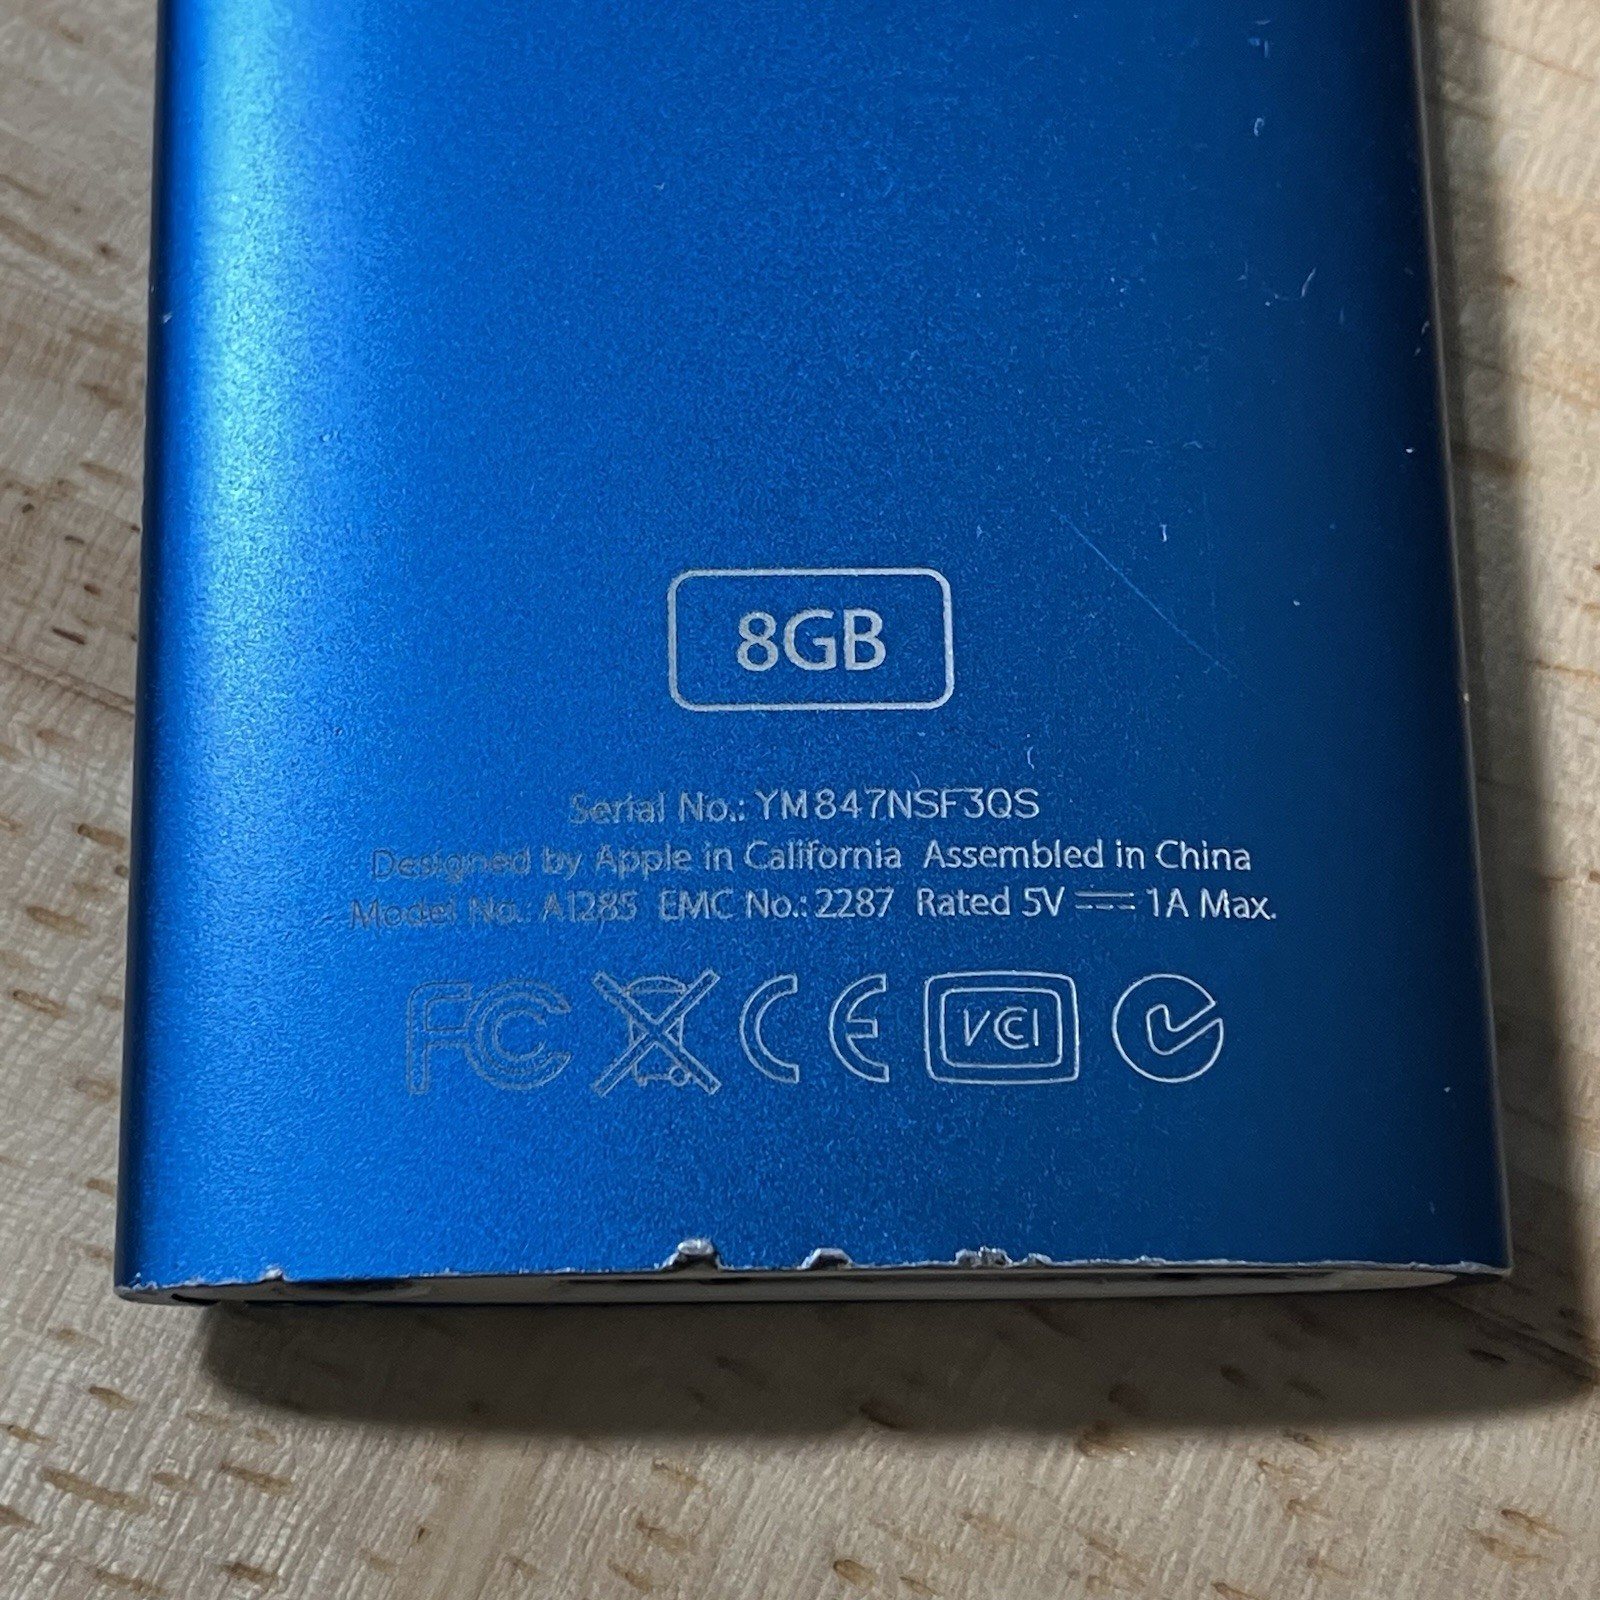 8GB
Serial No.: YM847NSF3QS
Designed by Apple in California Assembled in China
Model No.: A1285 EMC No.: 2287 Rated 5V ⎓ 1A Max.
FC CE VCI